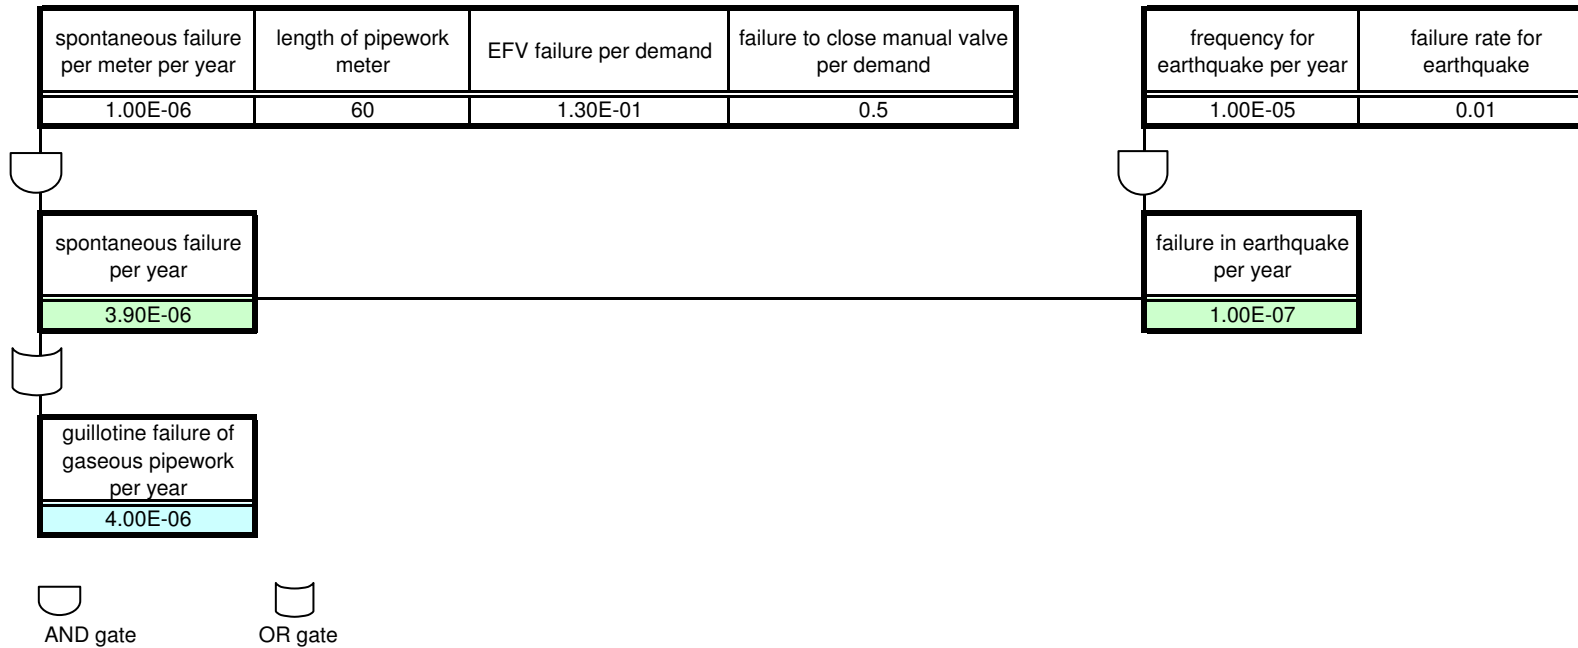 spontaneous failure
per meter per year
length of pipework
meter
EFV failure per demand
failure to close manual valve
per demand
frequency for
earthquake per year
failure rate for
earthquake
1.00E-06
60
1.30E-01
0.5
1.00E-05
0.01
spontaneous failure
per year
failure in earthquake
per year
3.90E-06
1.00E-07
guillotine failure of
gaseous pipework
per year
4.00E-06
AND gate
OR gate